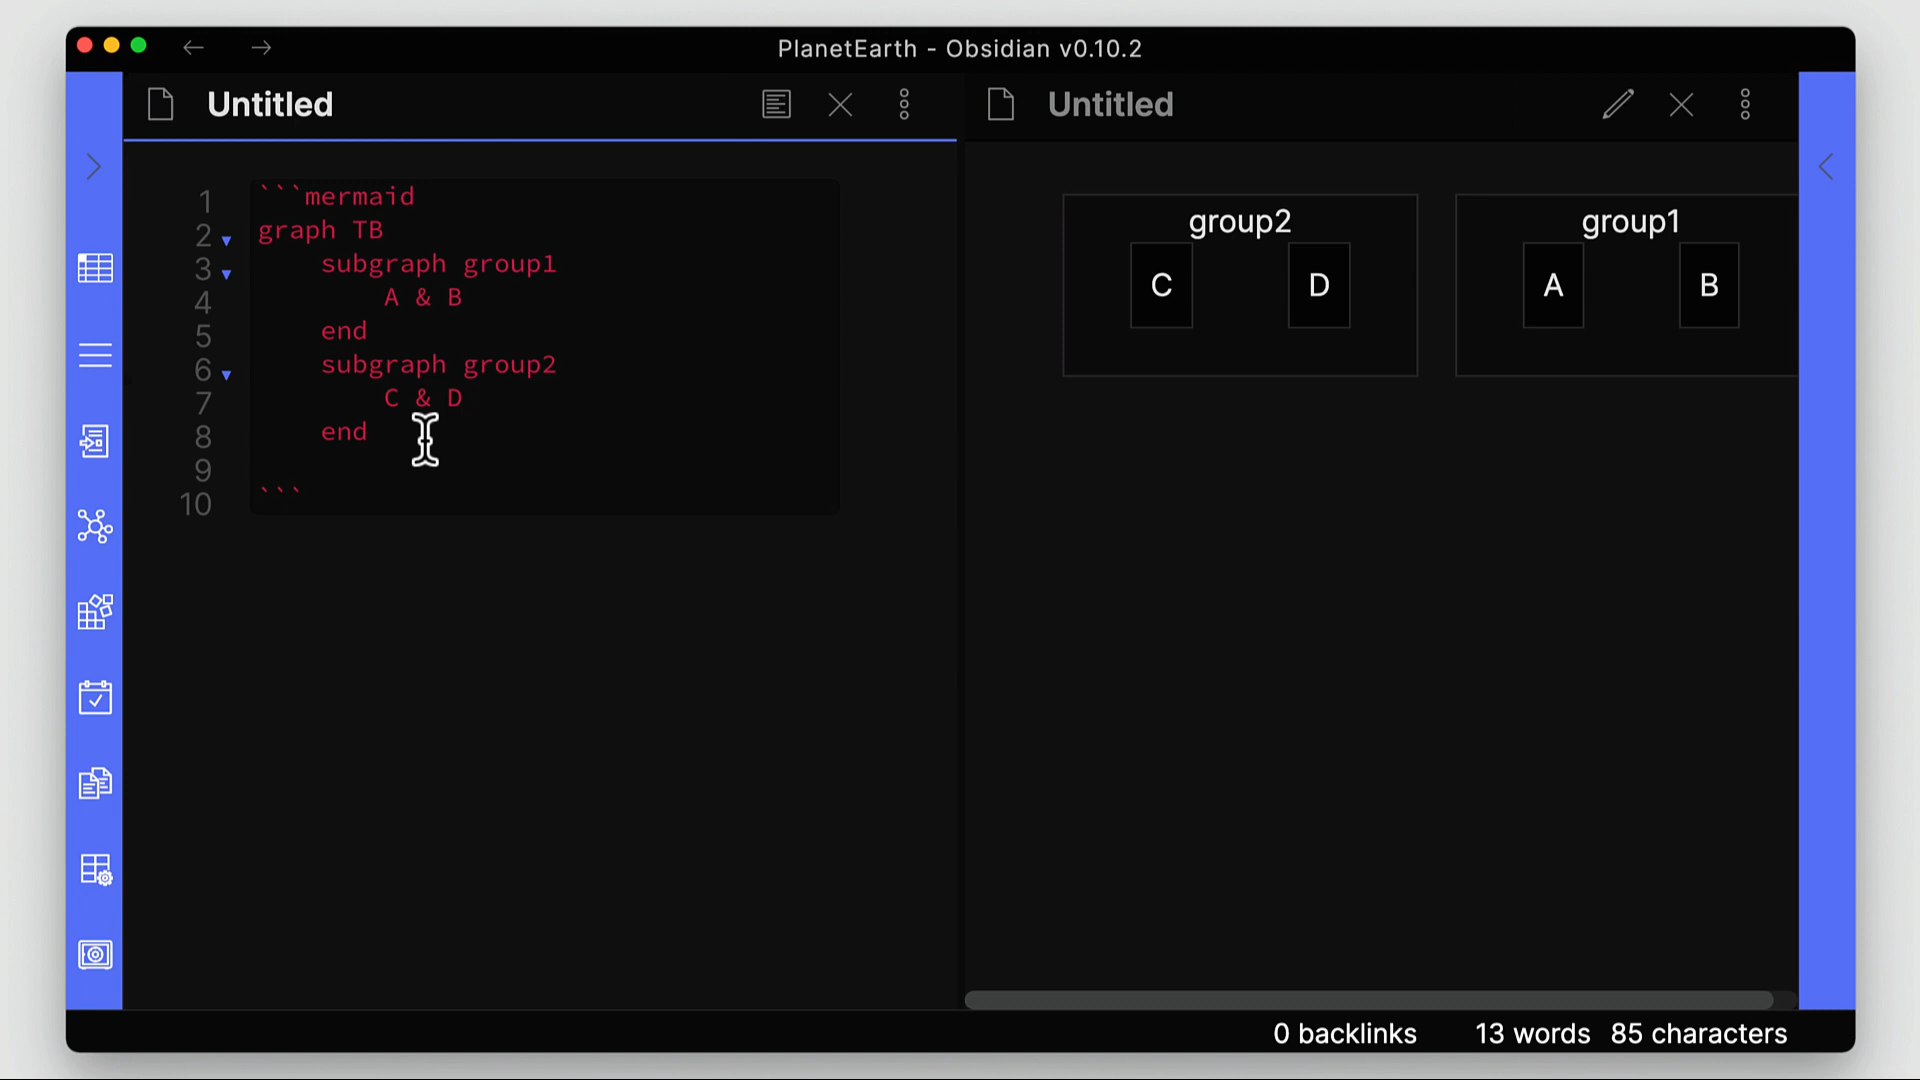 PlanetEarth - Obsidian v0.10.2
Untitled
1 ```mermaid
2 graph TB
3 subgraph group1
4 A & B
5 end
6 subgraph group2
7 C & D
8 end
9
10 ```
Untitled
group2 group1
C D A B
0 backlinks 13 words 85 characters